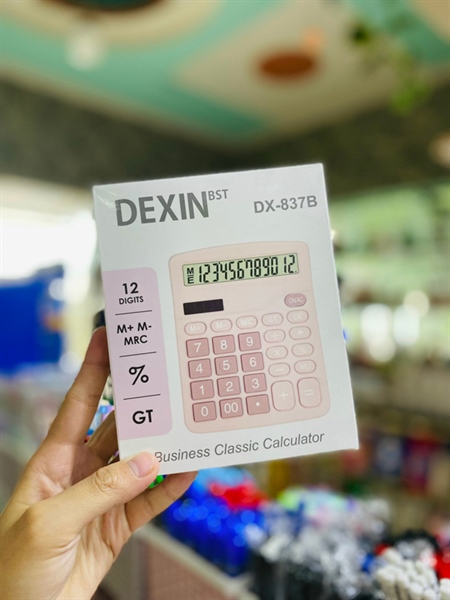 DEXIN BST
DX-837B
M
E
123456789012.
12
DIGITS
M+ M-
MRC
%
GT
7 8 9
4 5 6
1 2 3
0 00 •
+ =
Business Classic Calculator